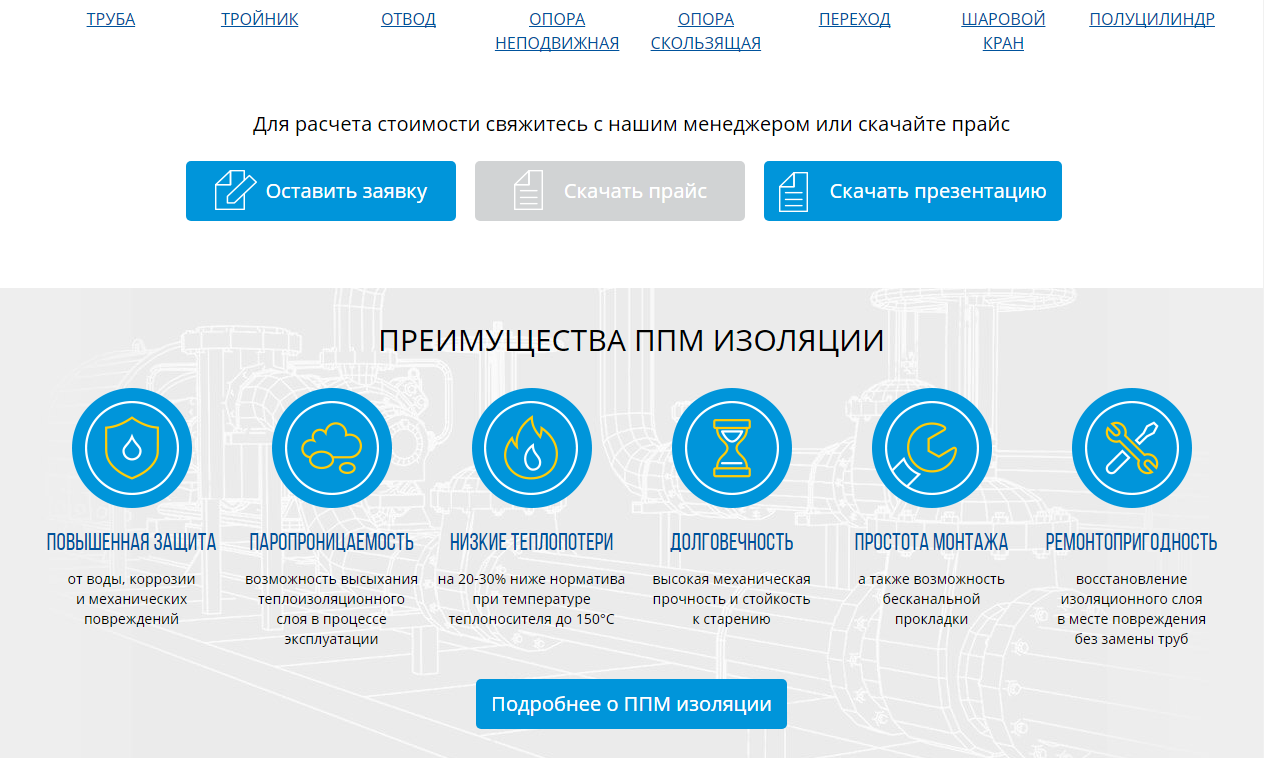 ТРУБА
ТРОЙНИК
ОТВОД
ОПОРА
НЕПОДВИЖНАЯ
ОПОРА
СКОЛЬЗЯЩАЯ
ПЕРЕХОД
ШАРОВОЙ
КРАН
ПОЛУЦИЛИНДР
Для расчета стоимости свяжитесь с нашим менеджером или скачайте прайс
Оставить заявку
Скачать прайс
Скачать презентацию
ПРЕИМУЩЕСТВА ППМ ИЗОЛЯЦИИ
ПОВЫШЕННАЯ ЗАЩИТА
от воды, коррозии
и механических
повреждений
ПАРОПРОНИЦАЕМОСТЬ
возможность высыхания
теплоизоляционного
слоя в процессе
эксплуатации
НИЗКИЕ ТЕПЛОПОТЕРИ
на 20-30% ниже норматива
при температуре
теплоносителя до 150°С
ДОЛГОВЕЧНОСТЬ
высокая механическая
прочность и стойкость
к старению
ПРОСТОТА МОНТАЖА
а также возможность
бесканальной
прокладки
РЕМОНТОПРИГОДНОСТЬ
восстановление
изоляционного слоя
в месте повреждения
без замены труб
Подробнее о ППМ изоляции